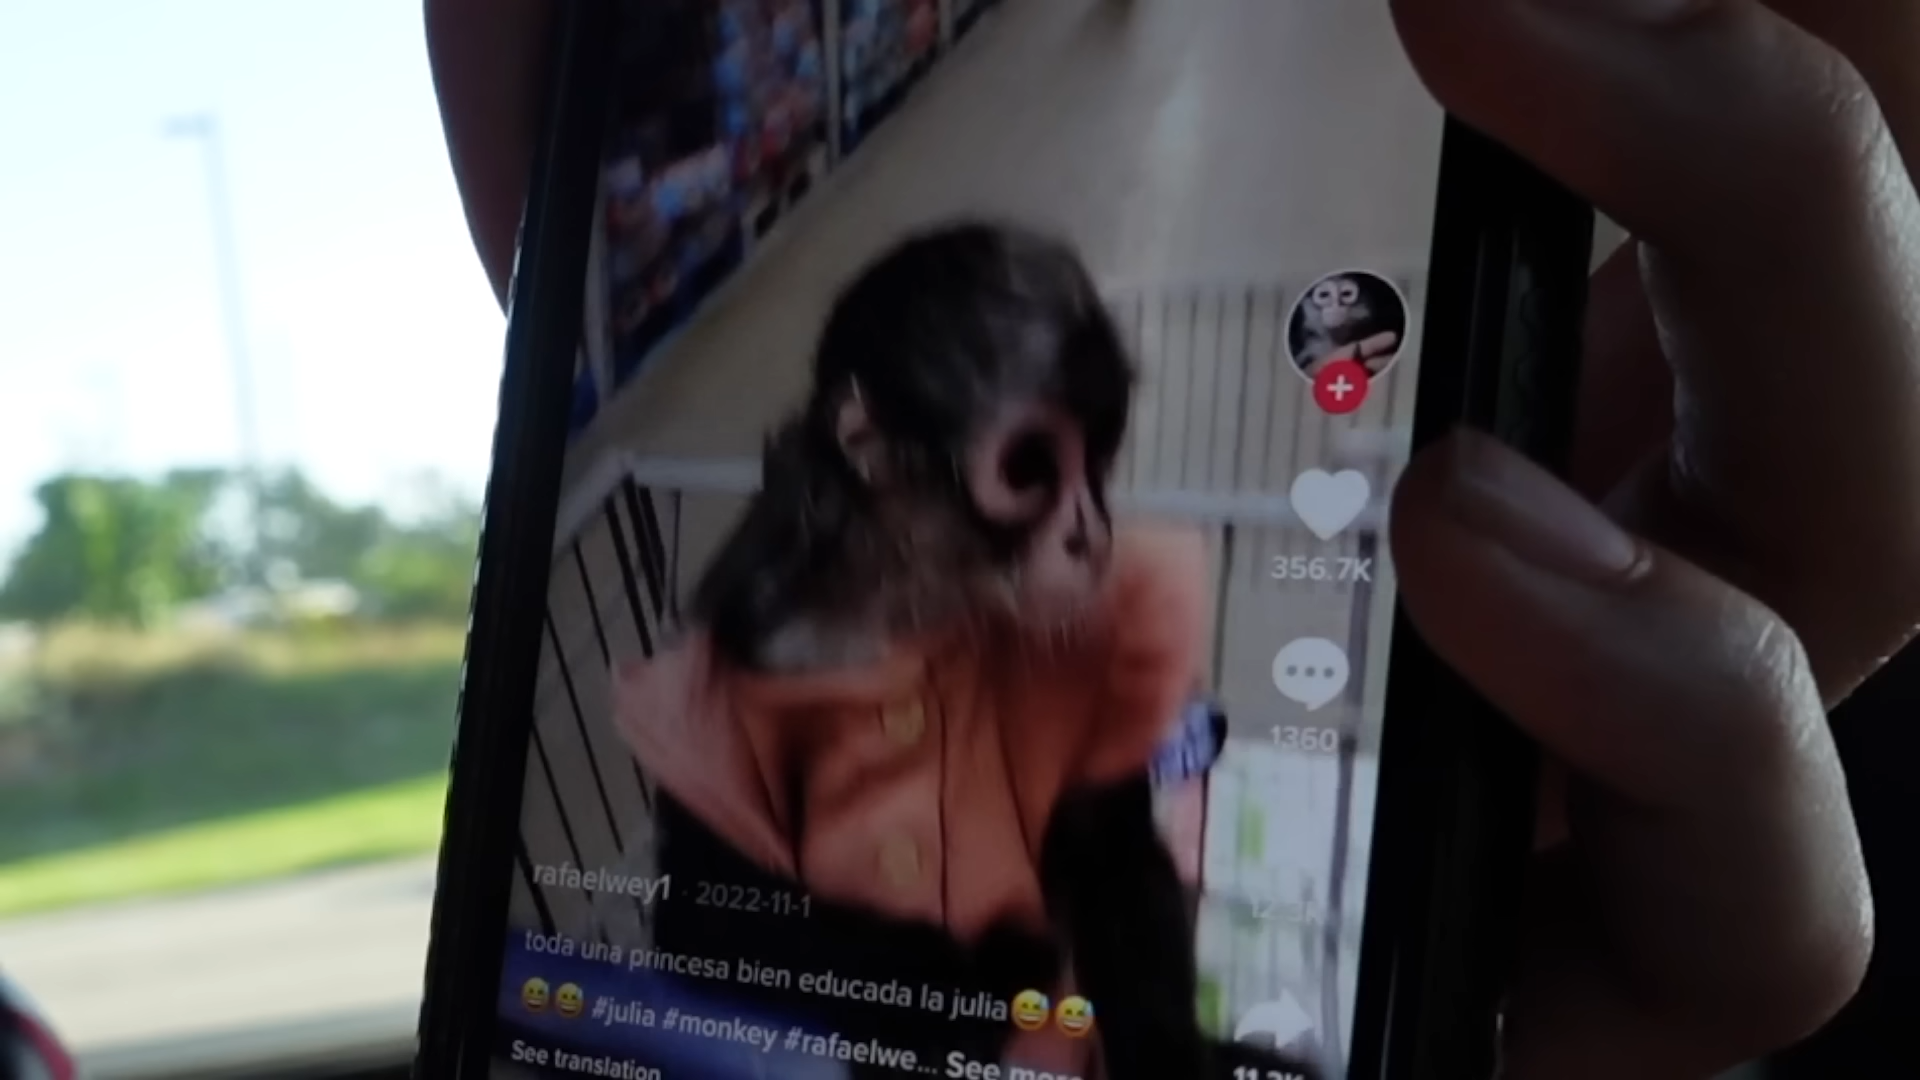 356.7K
1360
rafaelwey1 · 2022-11-1
toda una princesa bien educada la julia😅😅
😅😅 #julia #monkey #rafaelwe... See more
See translation